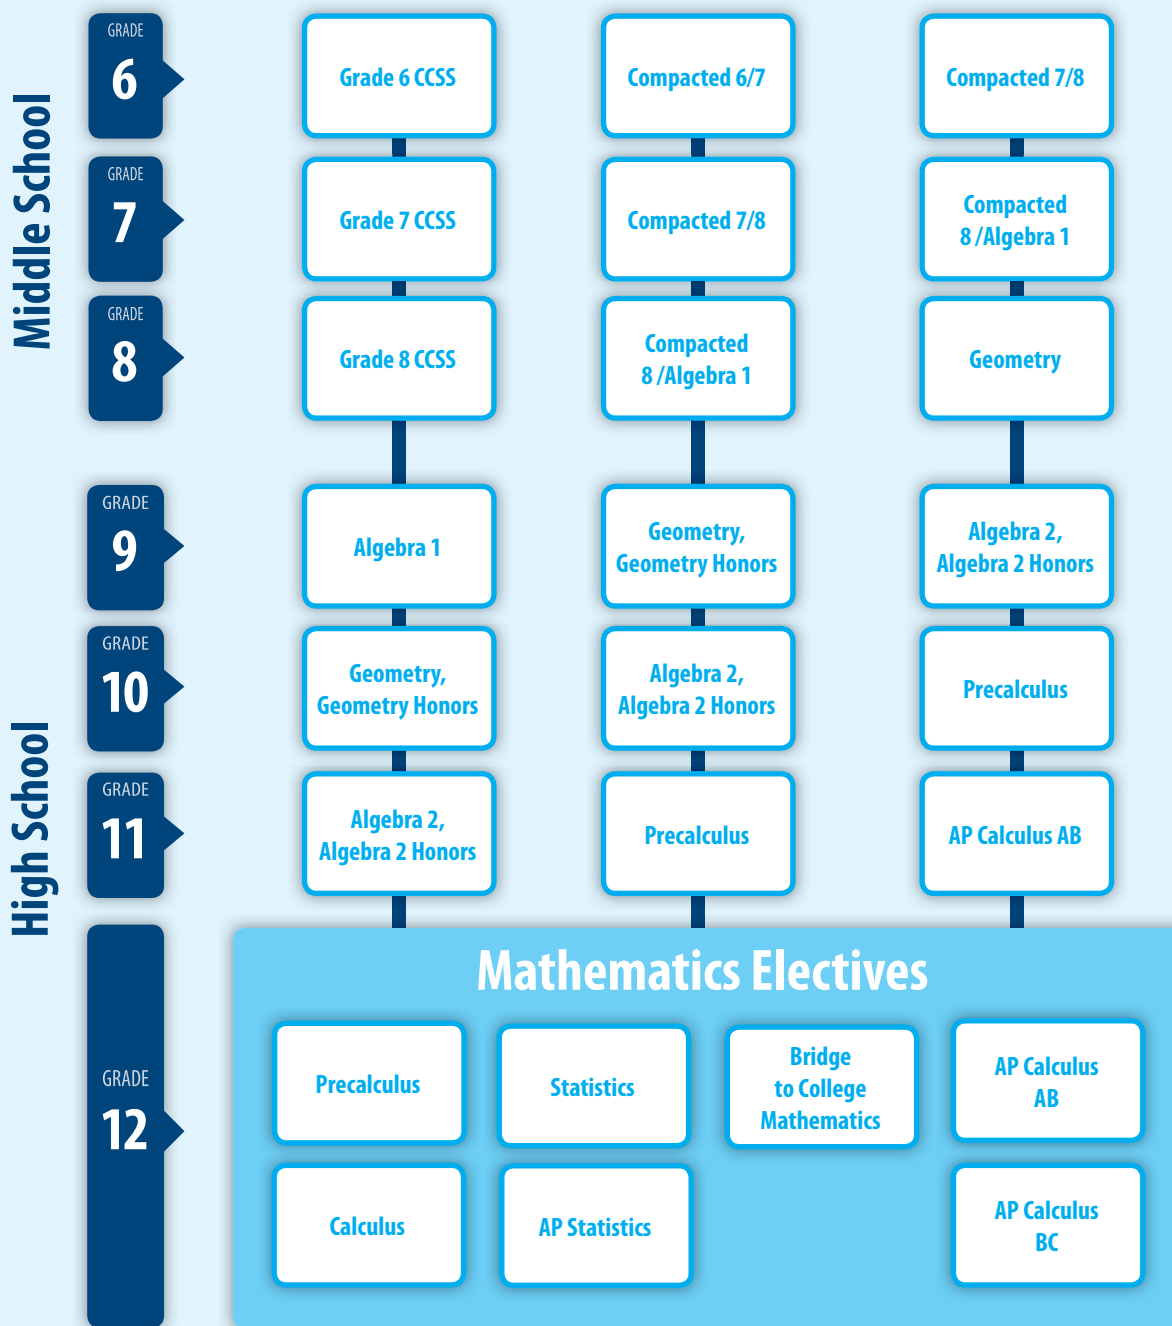 Middle School
GRADE
6
Grade 6 CCSS
Compacted 6/7
Compacted 7/8
GRADE
7
Grade 7 CCSS
Compacted 7/8
Compacted
8 /Algebra 1
GRADE
8
Grade 8 CCSS
Compacted
8 /Algebra 1
Geometry
High School
GRADE
9
Algebra 1
Geometry,
Geometry Honors
Algebra 2,
Algebra 2 Honors
GRADE
10
Geometry,
Geometry Honors
Algebra 2,
Algebra 2 Honors
Precalculus
GRADE
11
Algebra 2,
Algebra 2 Honors
Precalculus
AP Calculus AB
GRADE
12
Mathematics Electives
Precalculus
Statistics
Bridge
to College
Mathematics
AP Calculus
AB
Calculus
AP Statistics
AP Calculus
BC